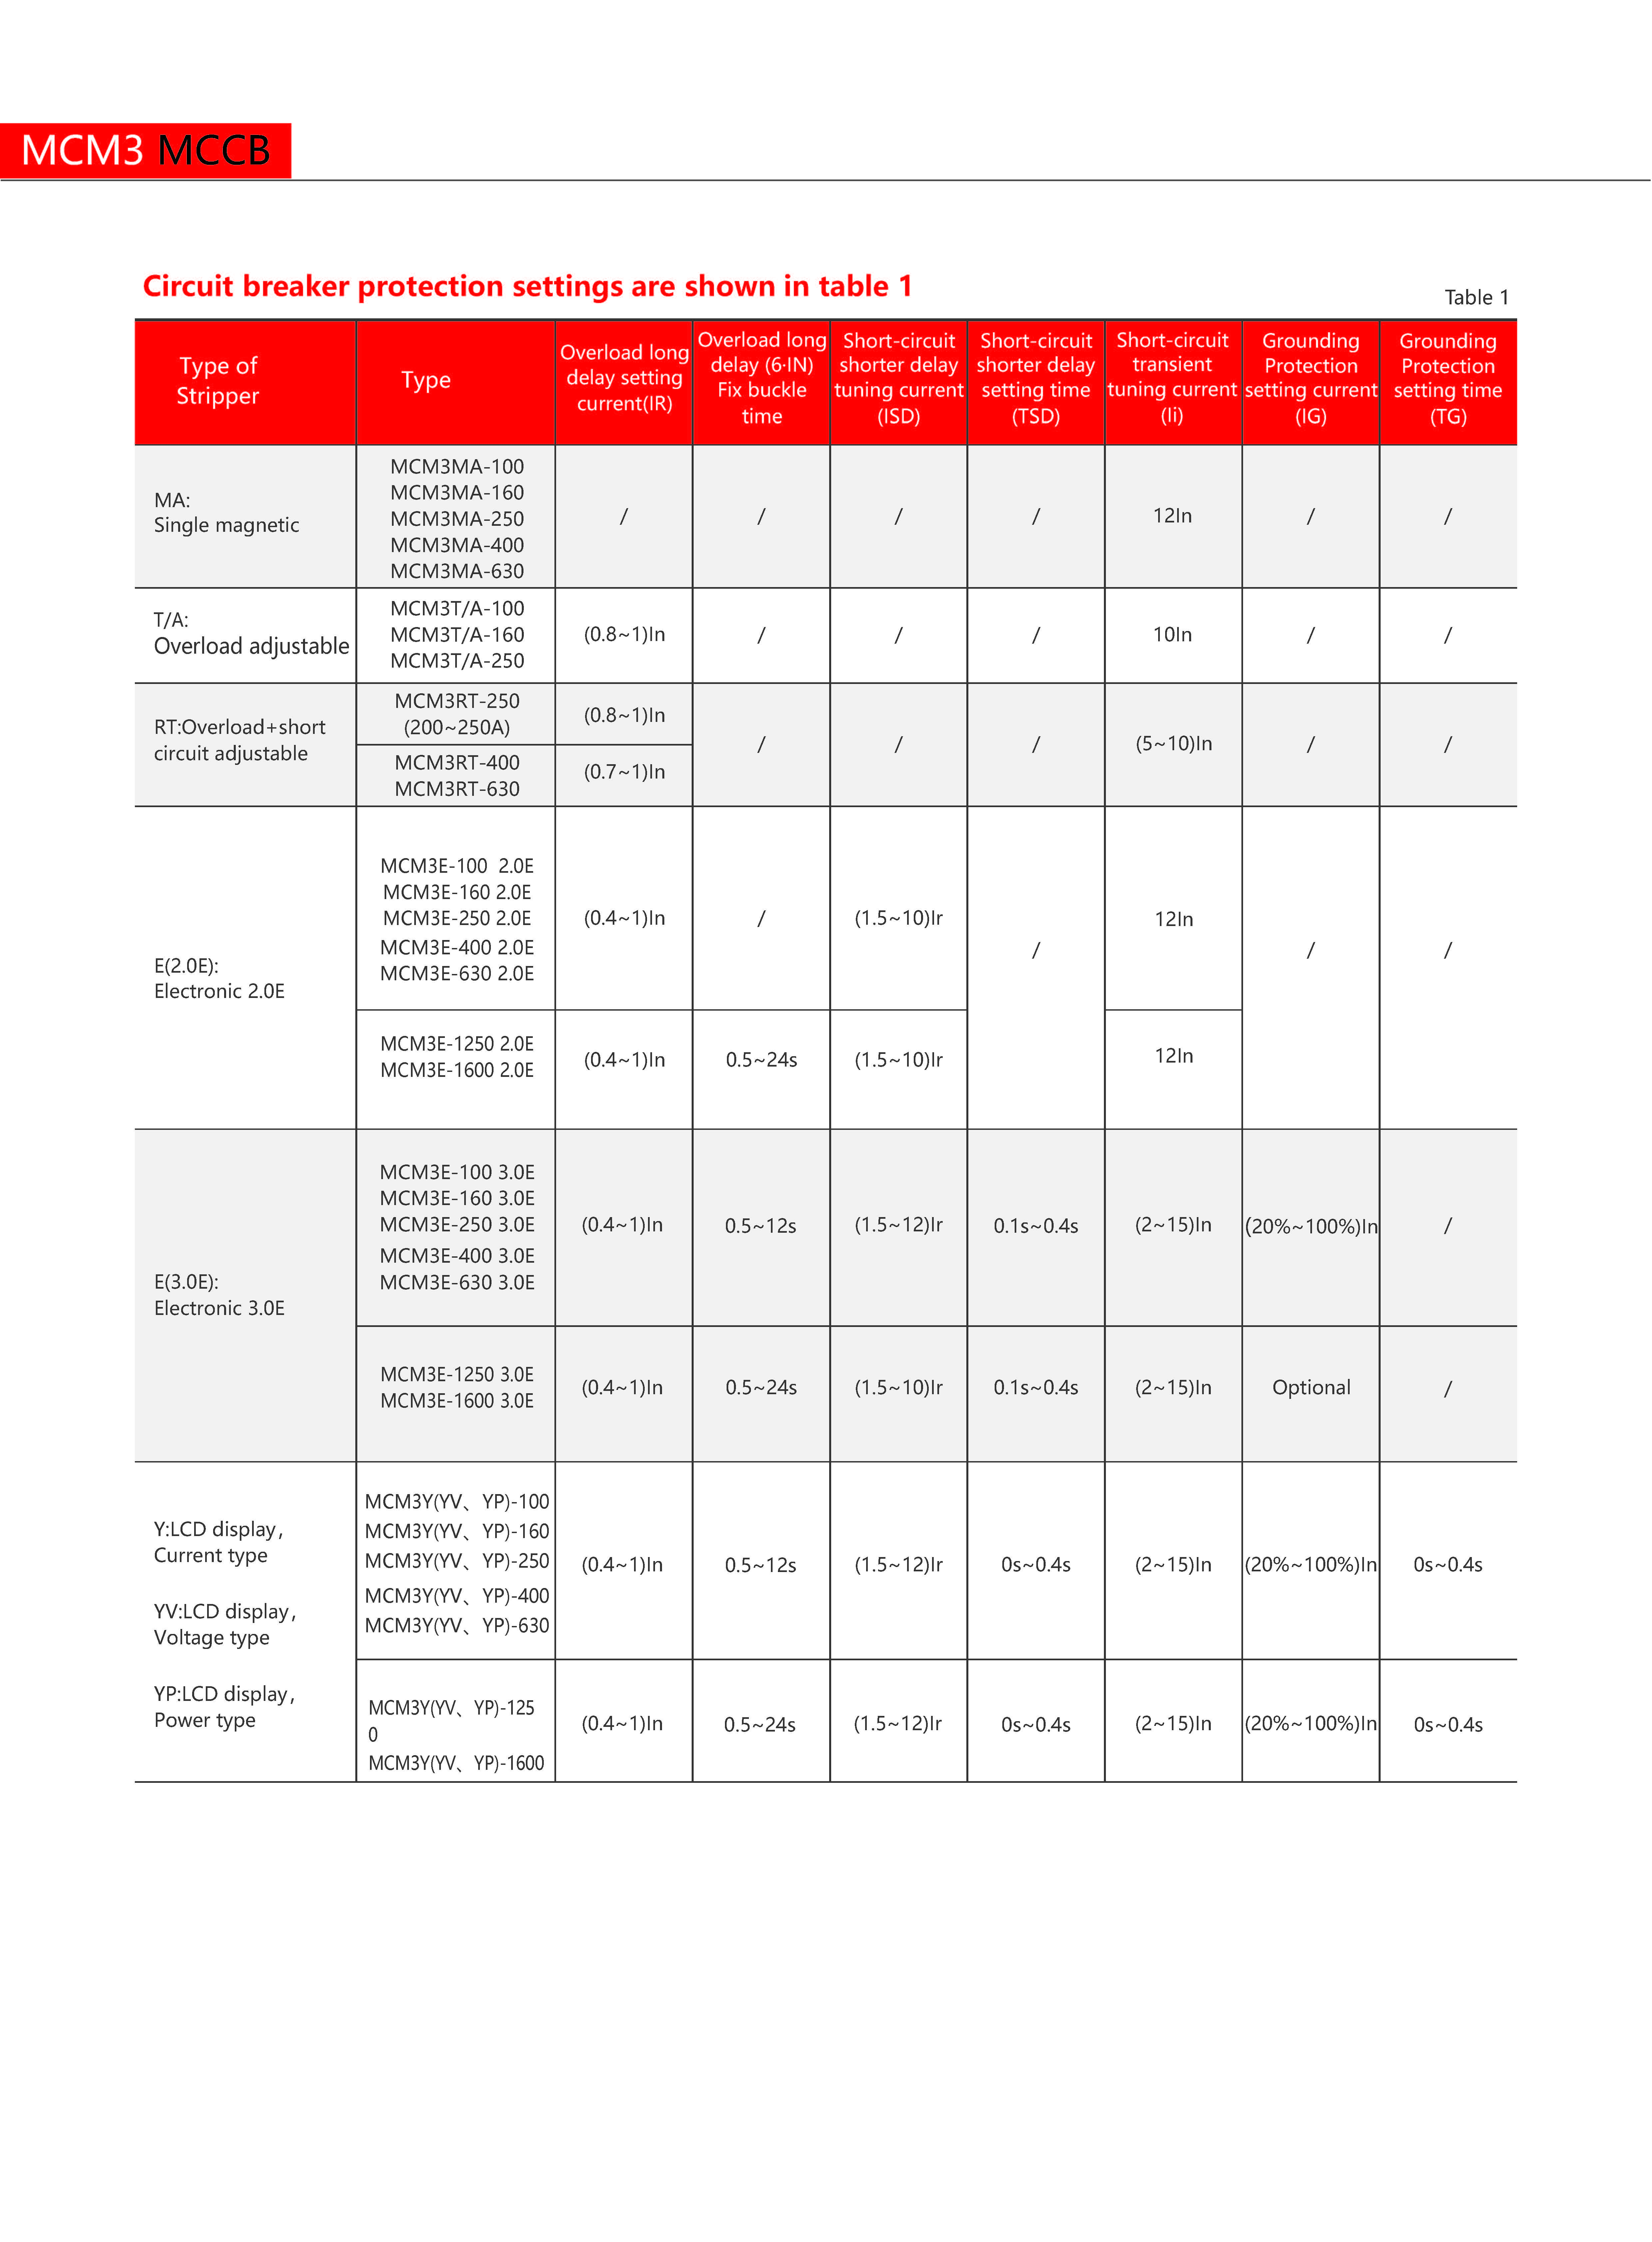 MCM3 MCCB
Circuit breaker protection settings are shown in table 1
Table 1
Type of
Stripper
Type
Overload long
delay setting
current(IR)
Overload long
delay (6·IN)
Fix buckle
time
Short-circuit
shorter delay
tuning current
(ISD)
Short-circuit
shorter delay
setting time
(TSD)
Short-circuit
transient
tuning current
(Ii)
Grounding
Protection
setting current
(IG)
Grounding
Protection
setting time
(TG)
MA:
Single magnetic
MCM3MA-100
MCM3MA-160
MCM3MA-250
MCM3MA-400
MCM3MA-630
/
/
/
/
12In
/
/
T/A:
Overload adjustable
MCM3T/A-100
MCM3T/A-160
MCM3T/A-250
(0.8~1)In
/
/
/
10In
/
/
RT:Overload+short
circuit adjustable
MCM3RT-250
(200~250A)
(0.8~1)In
MCM3RT-400
MCM3RT-630
(0.7~1)In
/
/
/
(5~10)In
/
/
E(2.0E):
Electronic 2.0E
MCM3E-100 2.0E
MCM3E-160 2.0E
MCM3E-250 2.0E
MCM3E-400 2.0E
MCM3E-630 2.0E
(0.4~1)In
/
(1.5~10)Ir
/
12In
/
/
MCM3E-1250 2.0E
MCM3E-1600 2.0E
(0.4~1)In
0.5~24s
(1.5~10)Ir
12In
E(3.0E):
Electronic 3.0E
MCM3E-100 3.0E
MCM3E-160 3.0E
MCM3E-250 3.0E
MCM3E-400 3.0E
MCM3E-630 3.0E
(0.4~1)In
0.5~12s
(1.5~12)Ir
0.1s~0.4s
(2~15)In
(20%~100%)In
/
MCM3E-1250 3.0E
MCM3E-1600 3.0E
(0.4~1)In
0.5~24s
(1.5~10)Ir
0.1s~0.4s
(2~15)In
Optional
/
Y:LCD display,
Current type
YV:LCD display,
Voltage type
YP:LCD display,
Power type
MCM3Y(YV、YP)-100
MCM3Y(YV、YP)-160
MCM3Y(YV、YP)-250
MCM3Y(YV、YP)-400
MCM3Y(YV、YP)-630
(0.4~1)In
0.5~12s
(1.5~12)Ir
0s~0.4s
(2~15)In
(20%~100%)In
0s~0.4s
MCM3Y(YV、YP)-125
0
MCM3Y(YV、YP)-1600
(0.4~1)In
0.5~24s
(1.5~12)Ir
0s~0.4s
(2~15)In
(20%~100%)In
0s~0.4s